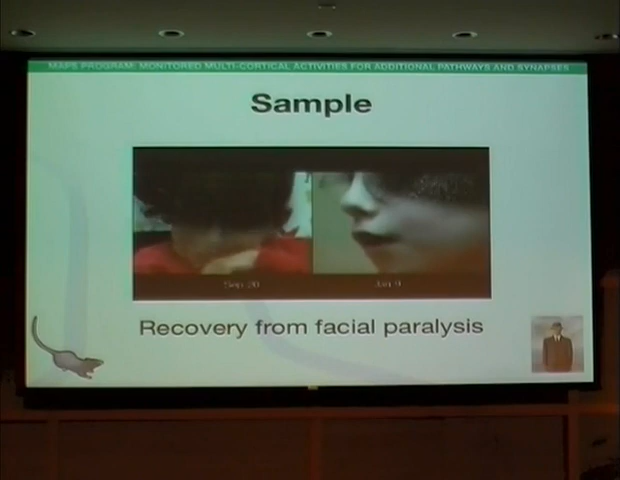 MAPS PROGRAM: MONITORED MULTI-CORTICAL ACTIVITIES FOR ADDITIONAL PATHWAYS AND SYNAPSES
Sample
Sep 20
Jan 9
Recovery from facial paralysis